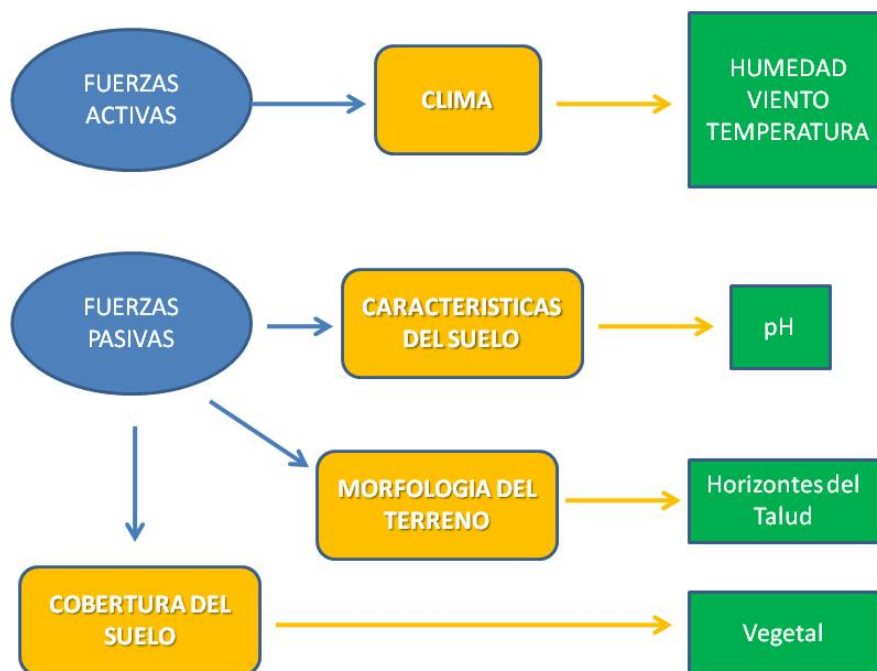 FUERZAS
ACTIVAS
CLIMA
HUMEDAD
VIENTO
TEMPERATURA
FUERZAS
PASIVAS
CARACTERISTICAS
DEL SUELO
pH
MORFOLOGIA DEL
TERRENO
Horizontes del
Talud
COBERTURA DEL
SUELO
Vegetal